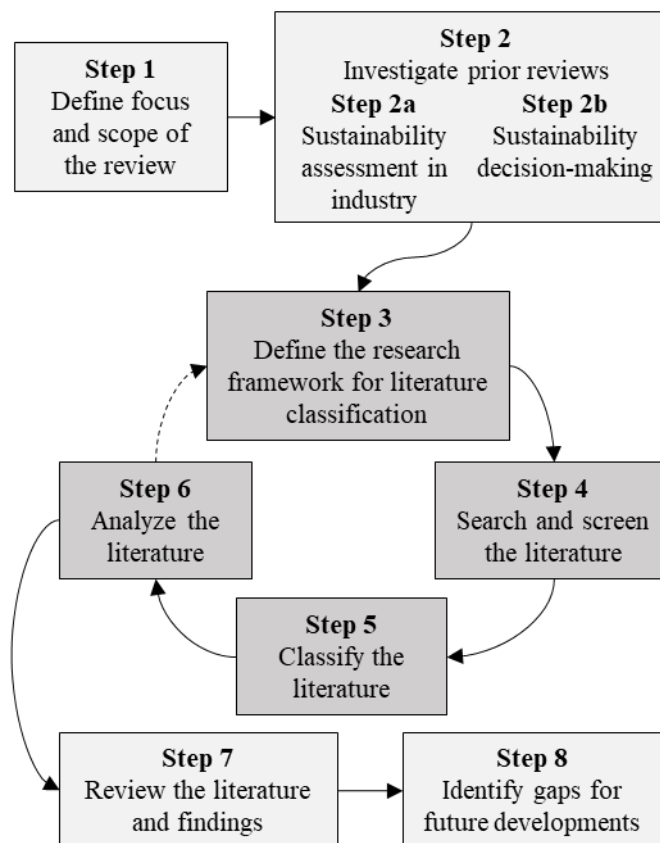 Step 1
Define focus
and scope of
the review
Step 2
Investigate prior reviews
Step 2a
Sustainability
assessment in
industry
Step 2b
Sustainability
decision-making
Step 3
Define the research
framework for literature
classification
Step 4
Search and screen
the literature
Step 5
Classify the
literature
Step 6
Analyze the
literature
Step 7
Review the literature
and findings
Step 8
Identify gaps for
future developments